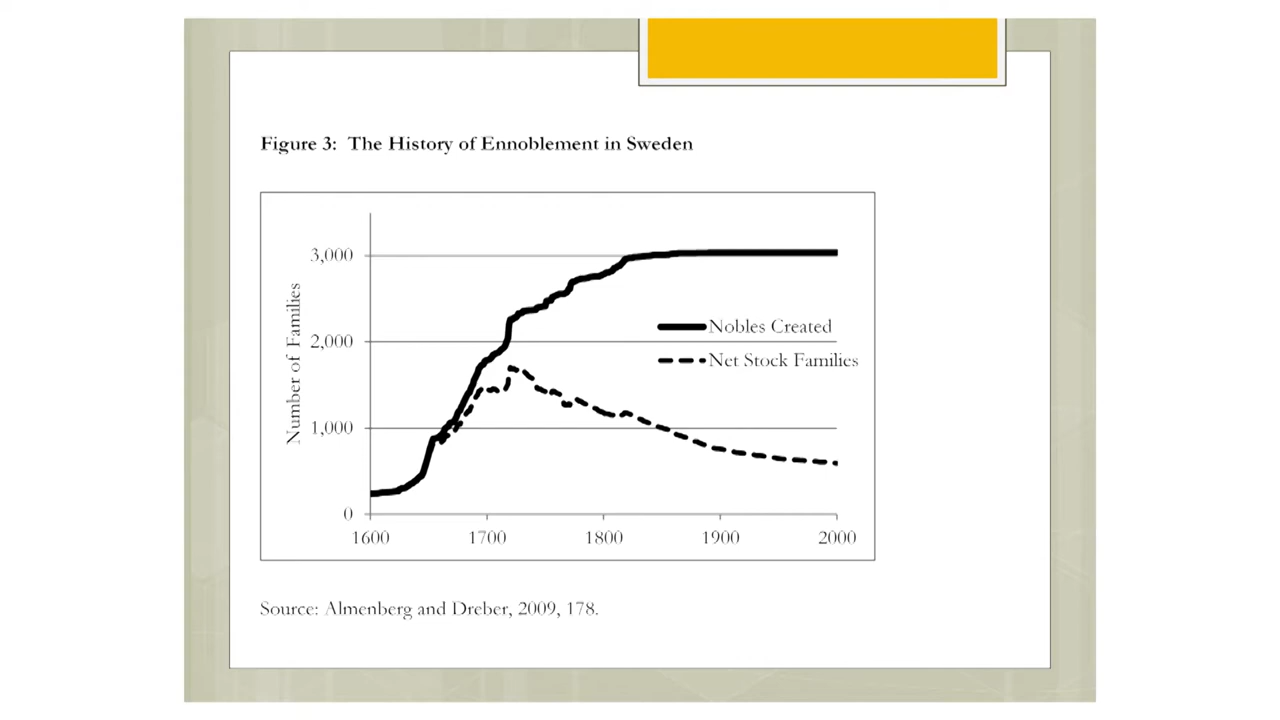 Figure 3: The History of Ennoblement in Sweden
Number of Families
3,000
2,000
1,000
0
1600 1700 1800 1900 2000
Nobles Created
Net Stock Families
Source: Almenberg and Dreber, 2009, 178.